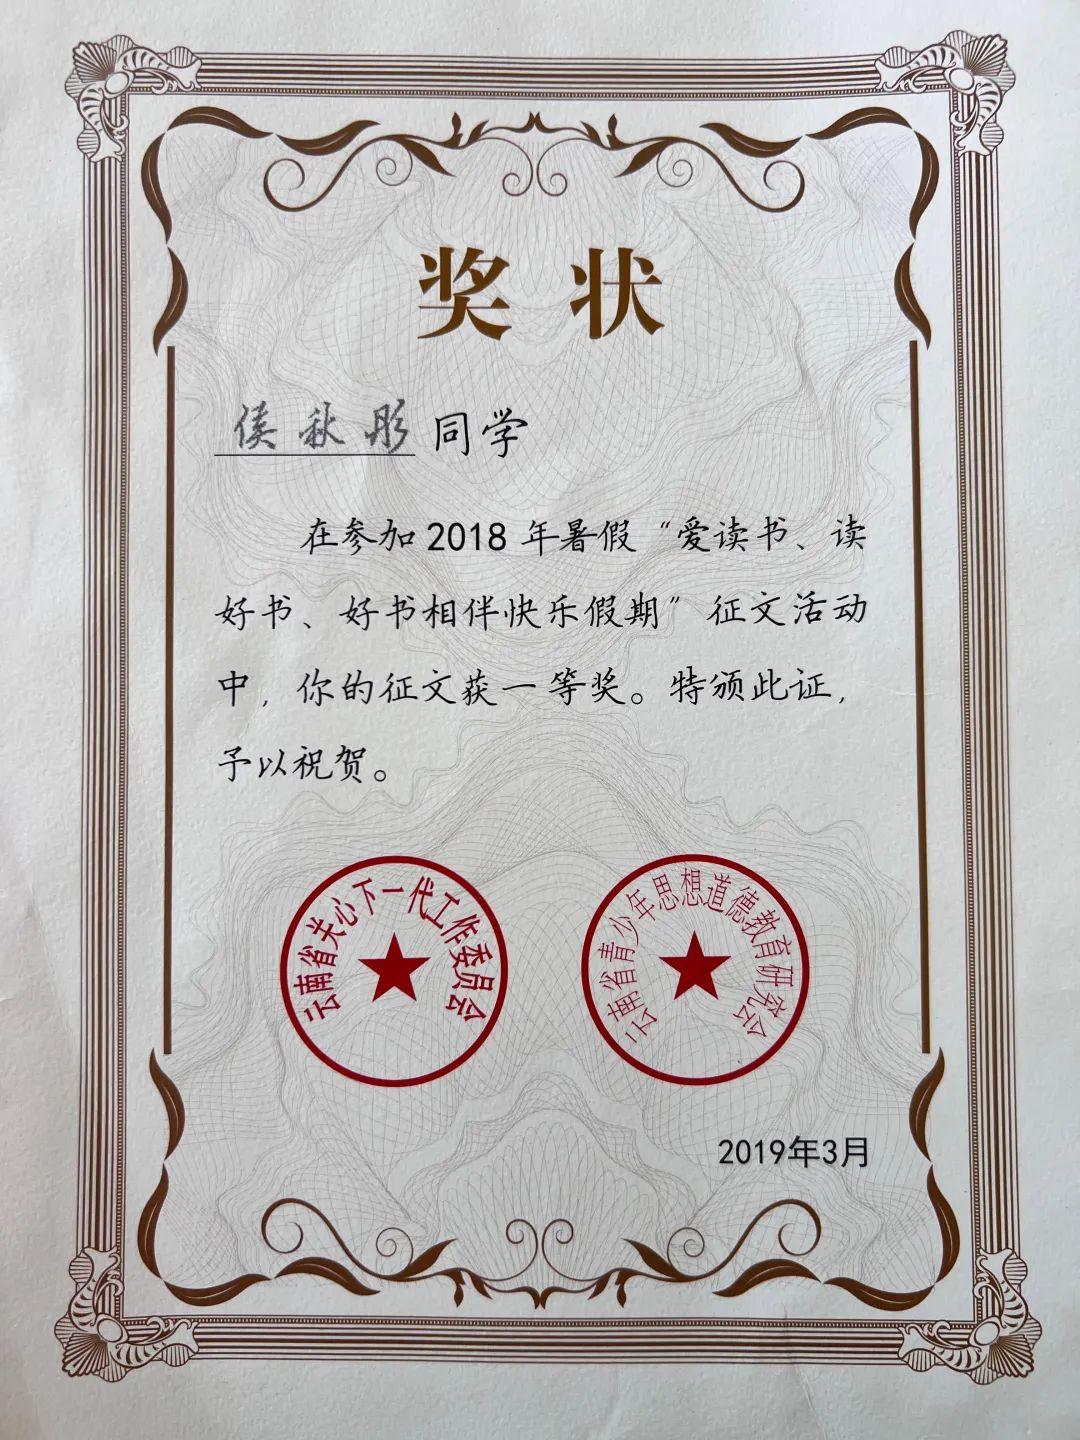 奖状
侯秋彤 同学
在参加 2018 年暑假“爱读书、读
好书、好书相伴快乐假期”征文活动
中，你的征文获一等奖。特颁此证，
予以祝贺。
云南省关心下一代工作委员会
云南省青少年思想道德教育研究会
2019年3月